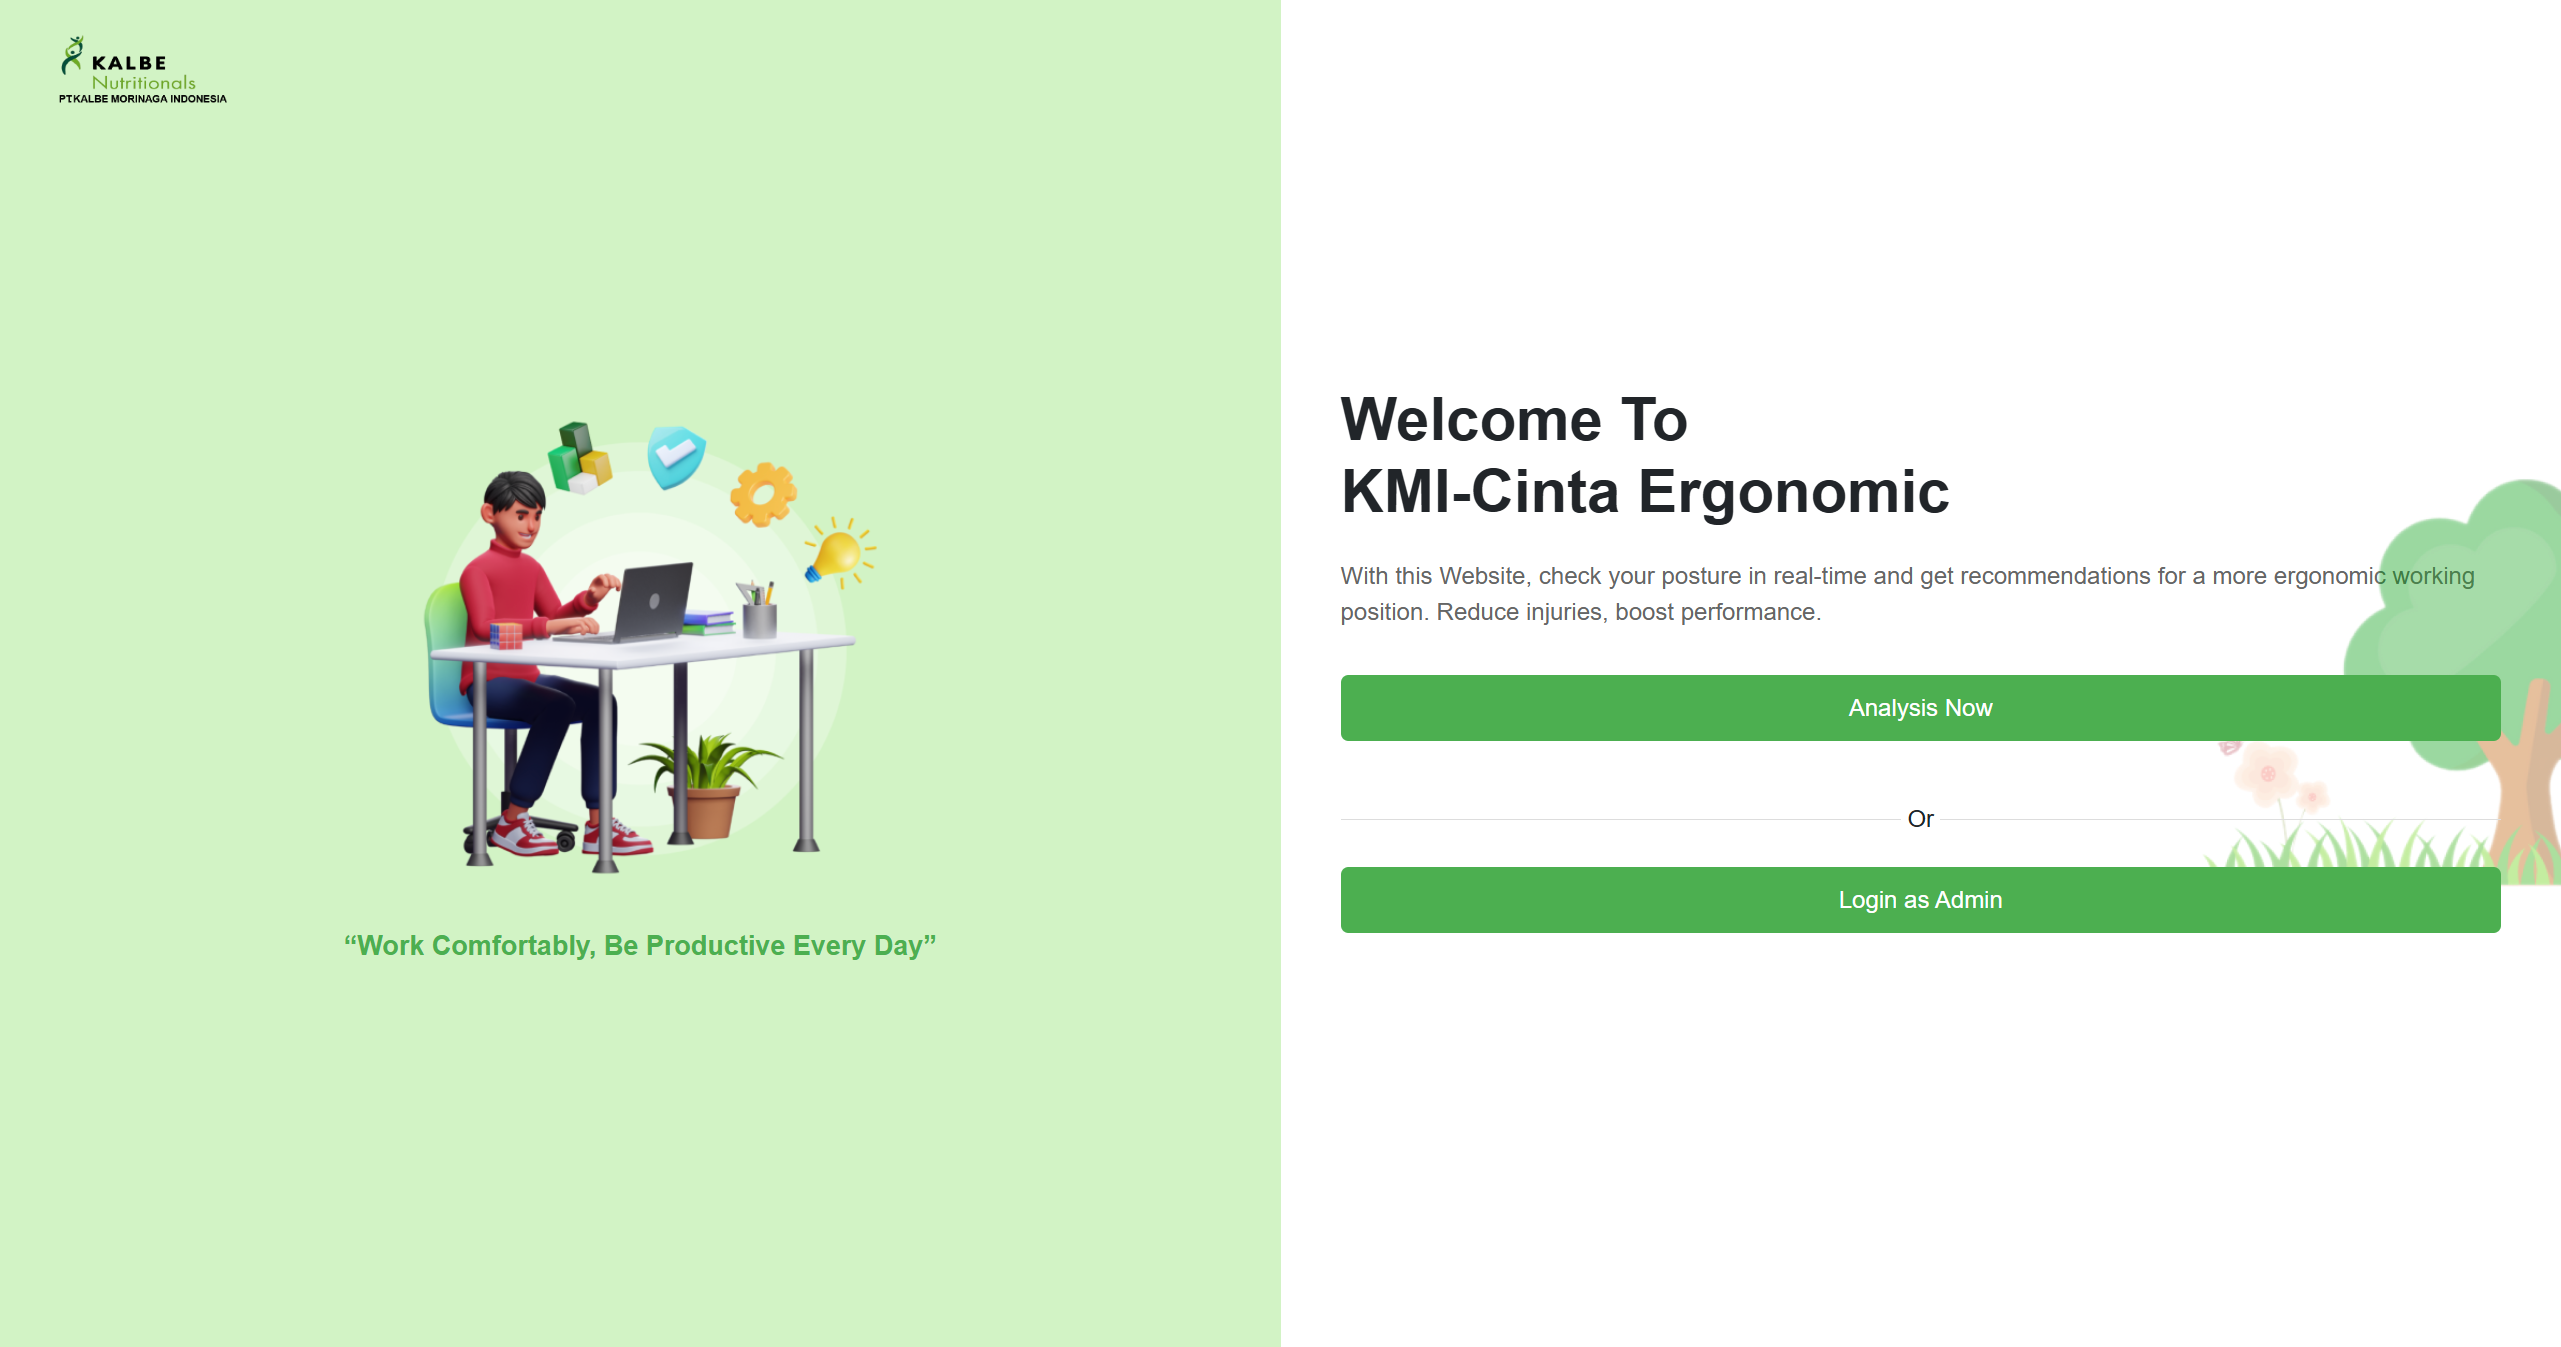 KALBE
Nutritionals
PT.KALBE MORINAGA INDONESIA
“Work Comfortably, Be Productive Every Day”
Welcome To
KMI-Cinta Ergonomic
With this Website, check your posture in real-time and get recommendations for a more ergonomic working
position. Reduce injuries, boost performance.
Analysis Now
Or
Login as Admin